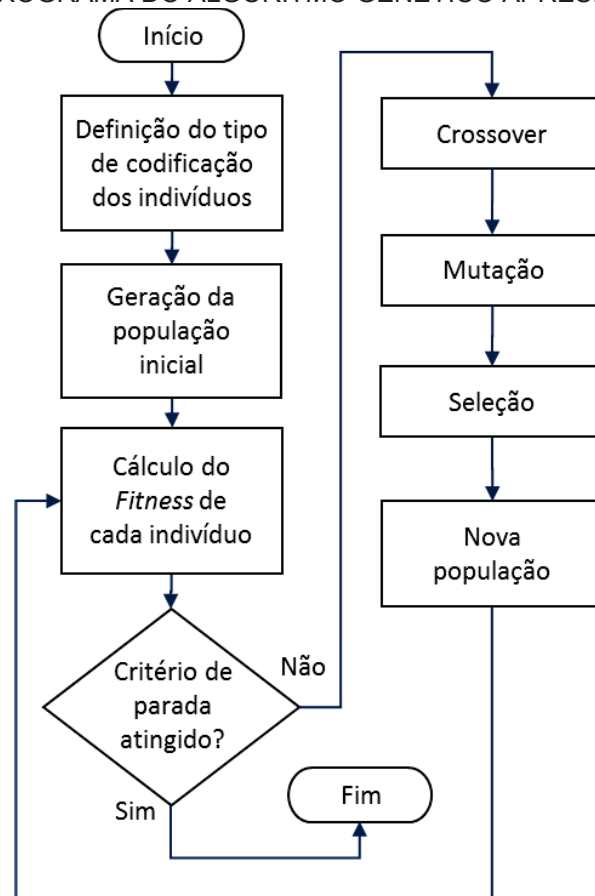 Início
Definição do tipo
de codificação
dos indivíduos
Geração da
população
inicial
Cálculo do
Fitness de
cada indivíduo
Critério de
parada
atingido?
Não
Sim
Fim
Crossover
Mutação
Seleção
Nova
população